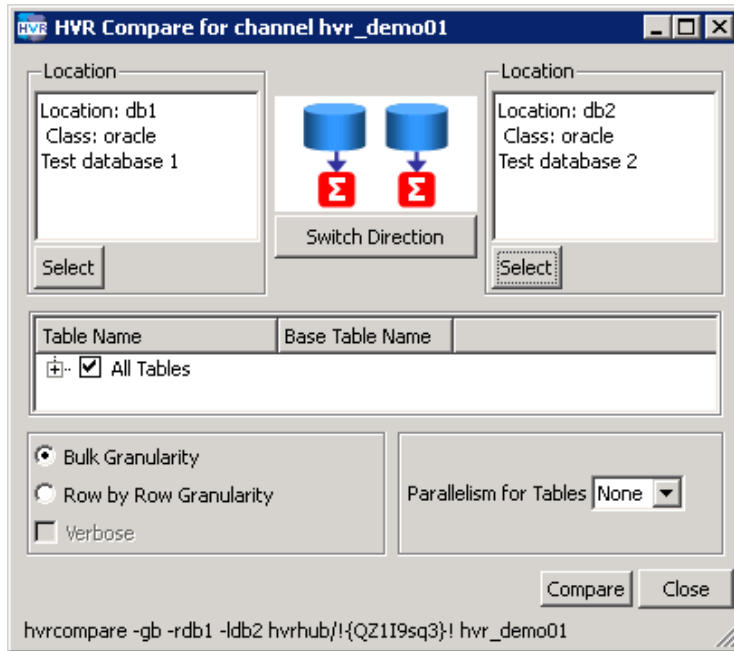 HVR Compare for channel hvr_demo01
Location
Location: db1
Class: oracle
Test database 1
Select
Σ Σ
Switch Direction
Location
Location: db2
Class: oracle
Test database 2
Select
Table Name Base Table Name
All Tables
Bulk Granularity
Row by Row Granularity
Verbose
Parallelism for Tables None
Compare Close
hvrcompare -gb -rdb1 -ldb2 hvrhub/!{QZ1I9sq3}! hvr_demo01